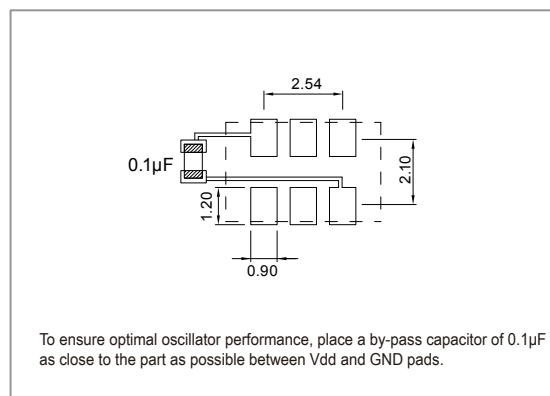 2.54
0.1µF
2.10
1.20
0.90
To ensure optimal oscillator performance, place a by-pass capacitor of 0.1µF
as close to the part as possible between Vdd and GND pads.